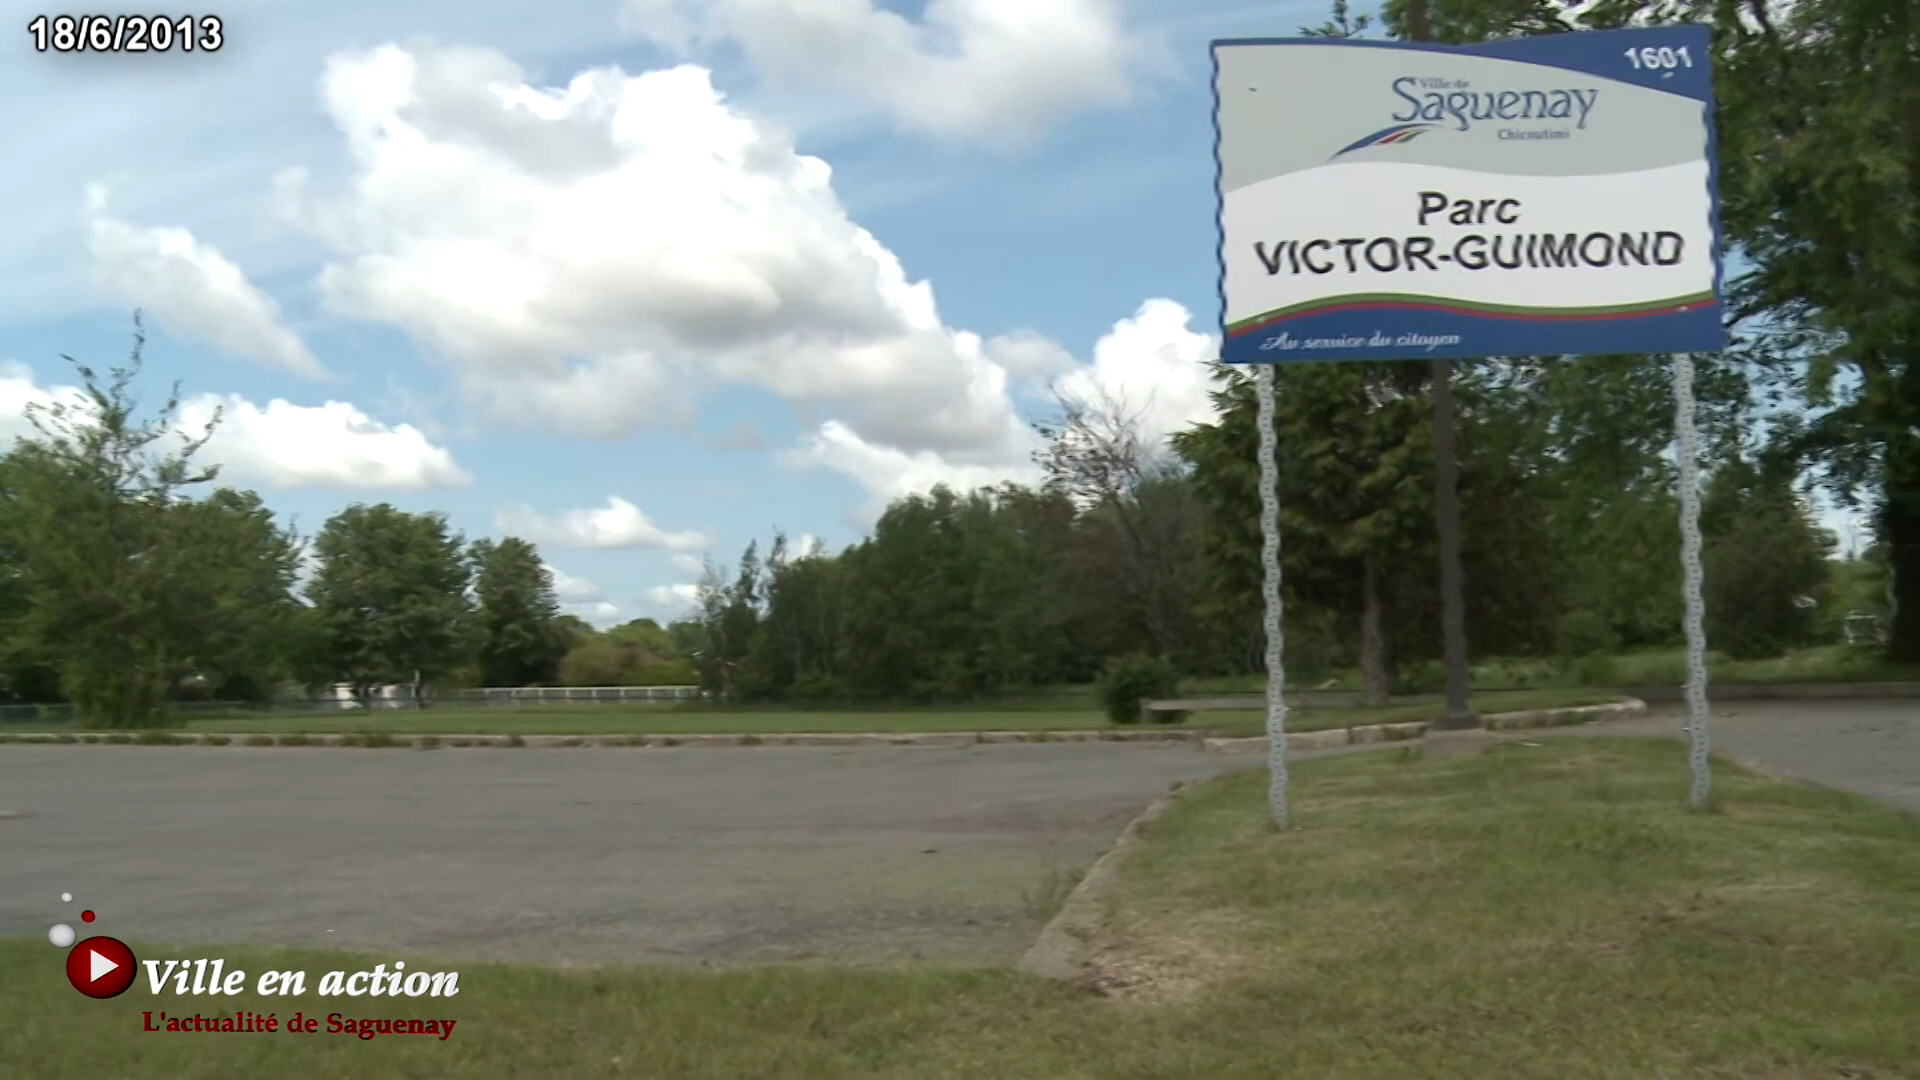 18/6/2013
1601
Ville de
Saguenay
Chicoutimi
Parc
VICTOR-GUIMOND
Au service du citoyen
Ville en action
L'actualité de Saguenay